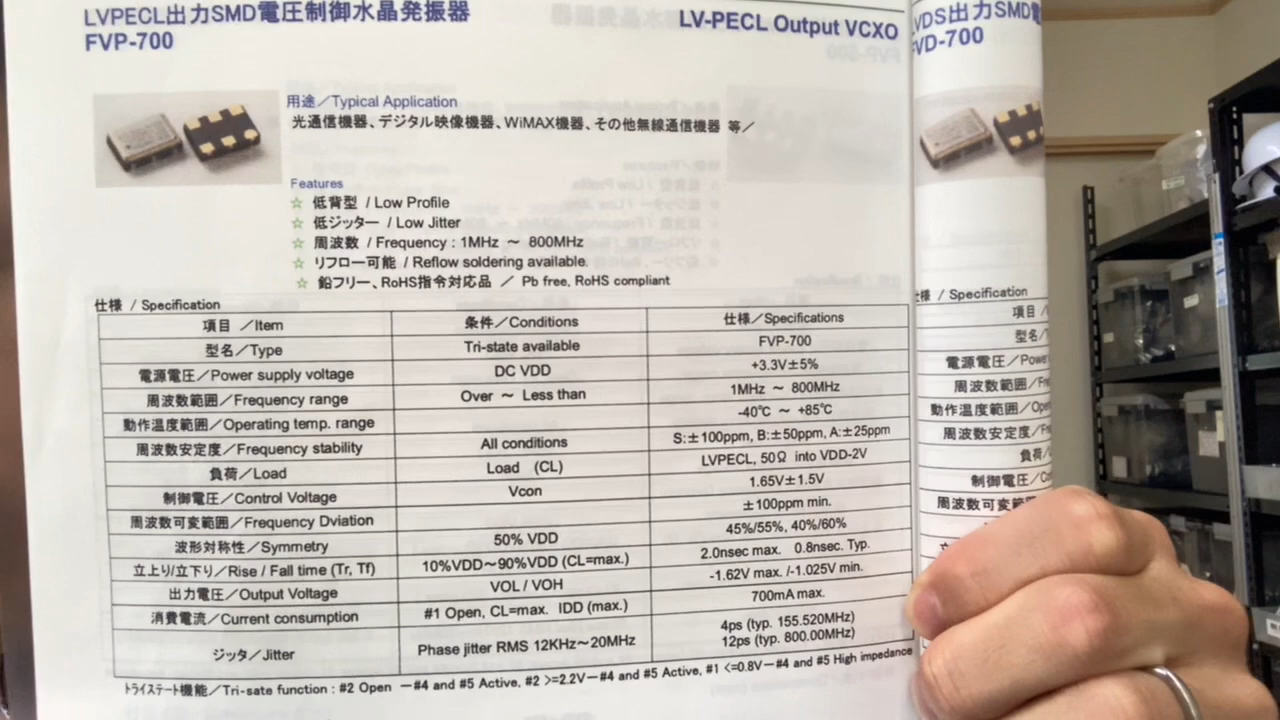 LVPECL出力SMD電圧制御水晶発振器
FVP-700
LV-PECL Output VCXO
用途／Typical Application
光通信機器、デジタル映像機器、WiMAX機器、その他無線通信機器 等／
Features
☆ 低背型 / Low Profile
☆ 低ジッター / Low Jitter
☆ 周波数 / Frequency : 1MHz ～ 800MHz
☆ リフロー可能 / Reflow soldering available.
☆ 鉛フリー、RoHS指令対応品 ／ Pb free, RoHS compliant
仕様 / Specification
項目 ／Item 条件／Conditions 仕様／Specifications
型名／Type Tri-state available FVP-700
電源電圧／Power supply voltage DC VDD +3.3V±5%
周波数範囲／Frequency range Over ～ Less than 1MHz ～ 800MHz
動作温度範囲／Operating temp. range -40℃ ～ +85℃
周波数安定度／Frequency stability All conditions S:±100ppm, B:±50ppm, A:±25ppm
負荷／Load Load (CL) LVPECL, 50Ω into VDD-2V
制御電圧／Control Voltage Vcon 1.65V±1.5V
周波数可変範囲／Frequency Dviation ±100ppm min.
波形対称性／Symmetry 50% VDD 45%/55%, 40%/60%
立上り/立下り／Rise / Fall time (Tr, Tf) 10%VDD～90%VDD (CL=max.) 2.0nsec max. 0.8nsec. Typ.
出力電圧／Output Voltage VOL / VOH -1.62V max. /-1.025V min.
消費電流／Current consumption #1 Open, CL=max. IDD (max.) 700mA max.
ジッタ／Jitter Phase jitter RMS 12KHz～20MHz 4ps (typ. 155.520MHz)
12ps (typ. 800.00MHz)
トライステート機能／Tri-sate function : #2 Open －#4 and #5 Active, #2 >=2.2V－#4 and #5 Active, #1 <=0.8V－#4 and #5 High impedance
VDS出力SMD
FVD-700
仕様 / Specification
項目
型名／
電源電圧／Powe
周波数範囲／
動作温度範囲／Ope
周波数安定度／
負荷
制御電圧／
周波数可変範囲